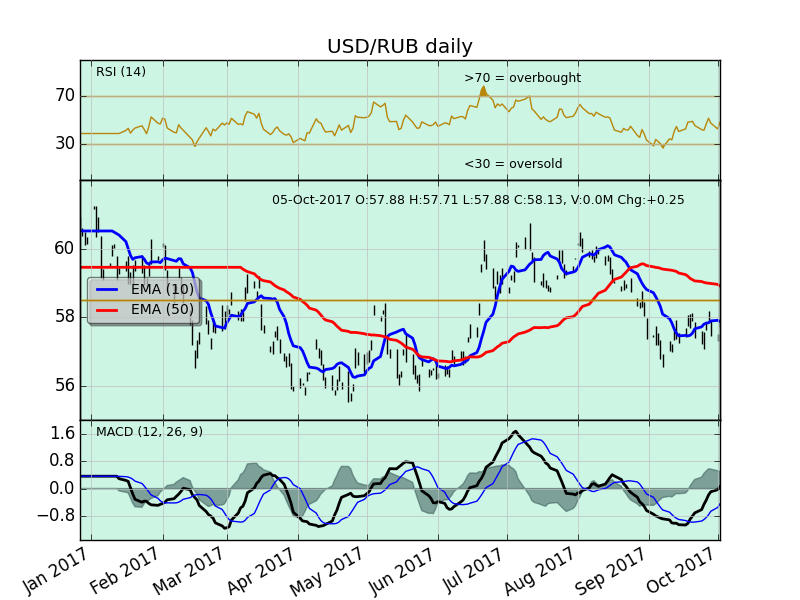 USD/RUB daily
RSI (14)
>70 = overbought
70
30
<30 = oversold
05-Oct-2017 O:57.88 H:57.71 L:57.88 C:58.13, V:0.0M Chg:+0.25
60
EMA (10)
EMA (50)
58
56
MACD (12, 26, 9)
1.6
0.8
0.0
−0.8
Jan 2017 Feb 2017 Mar 2017 Apr 2017 May 2017 Jun 2017 Jul 2017 Aug 2017 Sep 2017 Oct 2017